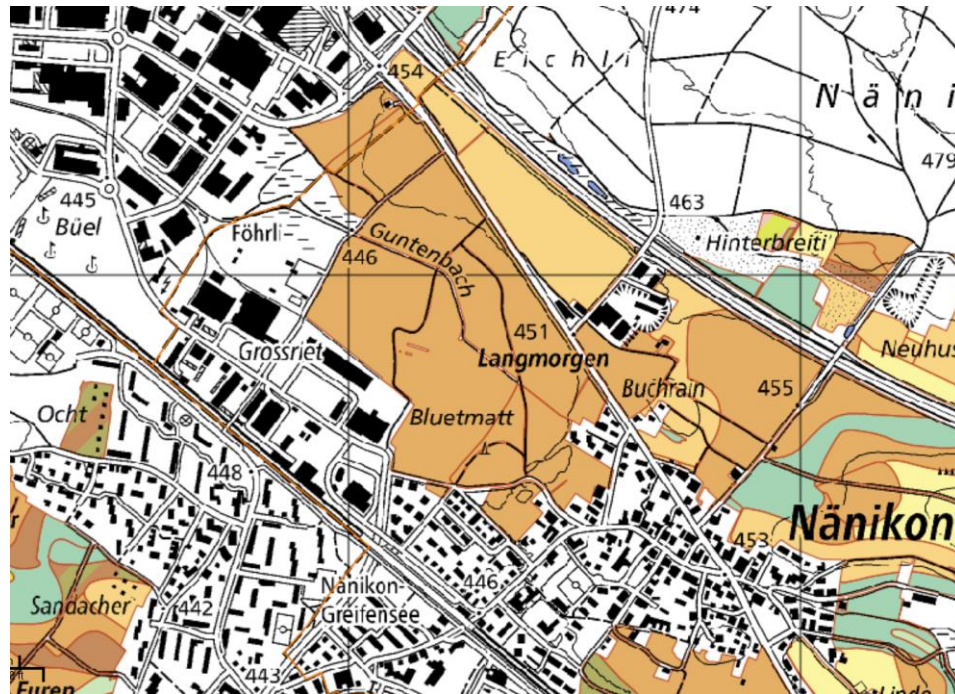 474
Eichli
454
Näni
479
463
445
Büel
Föhrli
Hinterbreiti
446
Guntenbach
451
Grossriet
Langmorgen
Neuhus
Buchrain
455
Ocht
Bluetmatt
448
Nänikon
453
Nänikon-
Greifensee
446
Sandacher
442
443